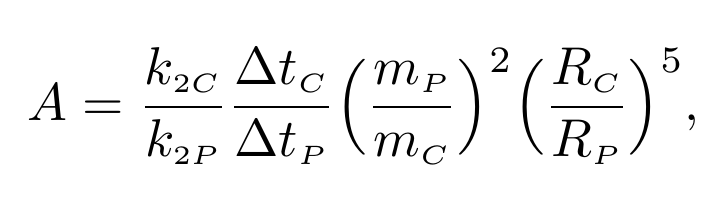 A = \frac{k_{2C}}{k_{2P}} \frac{\Delta t_C}{\Delta t_P} \left( \frac{m_P}{m_C} \right)^2 \left( \frac{R_C}{R_P} \right)^5,